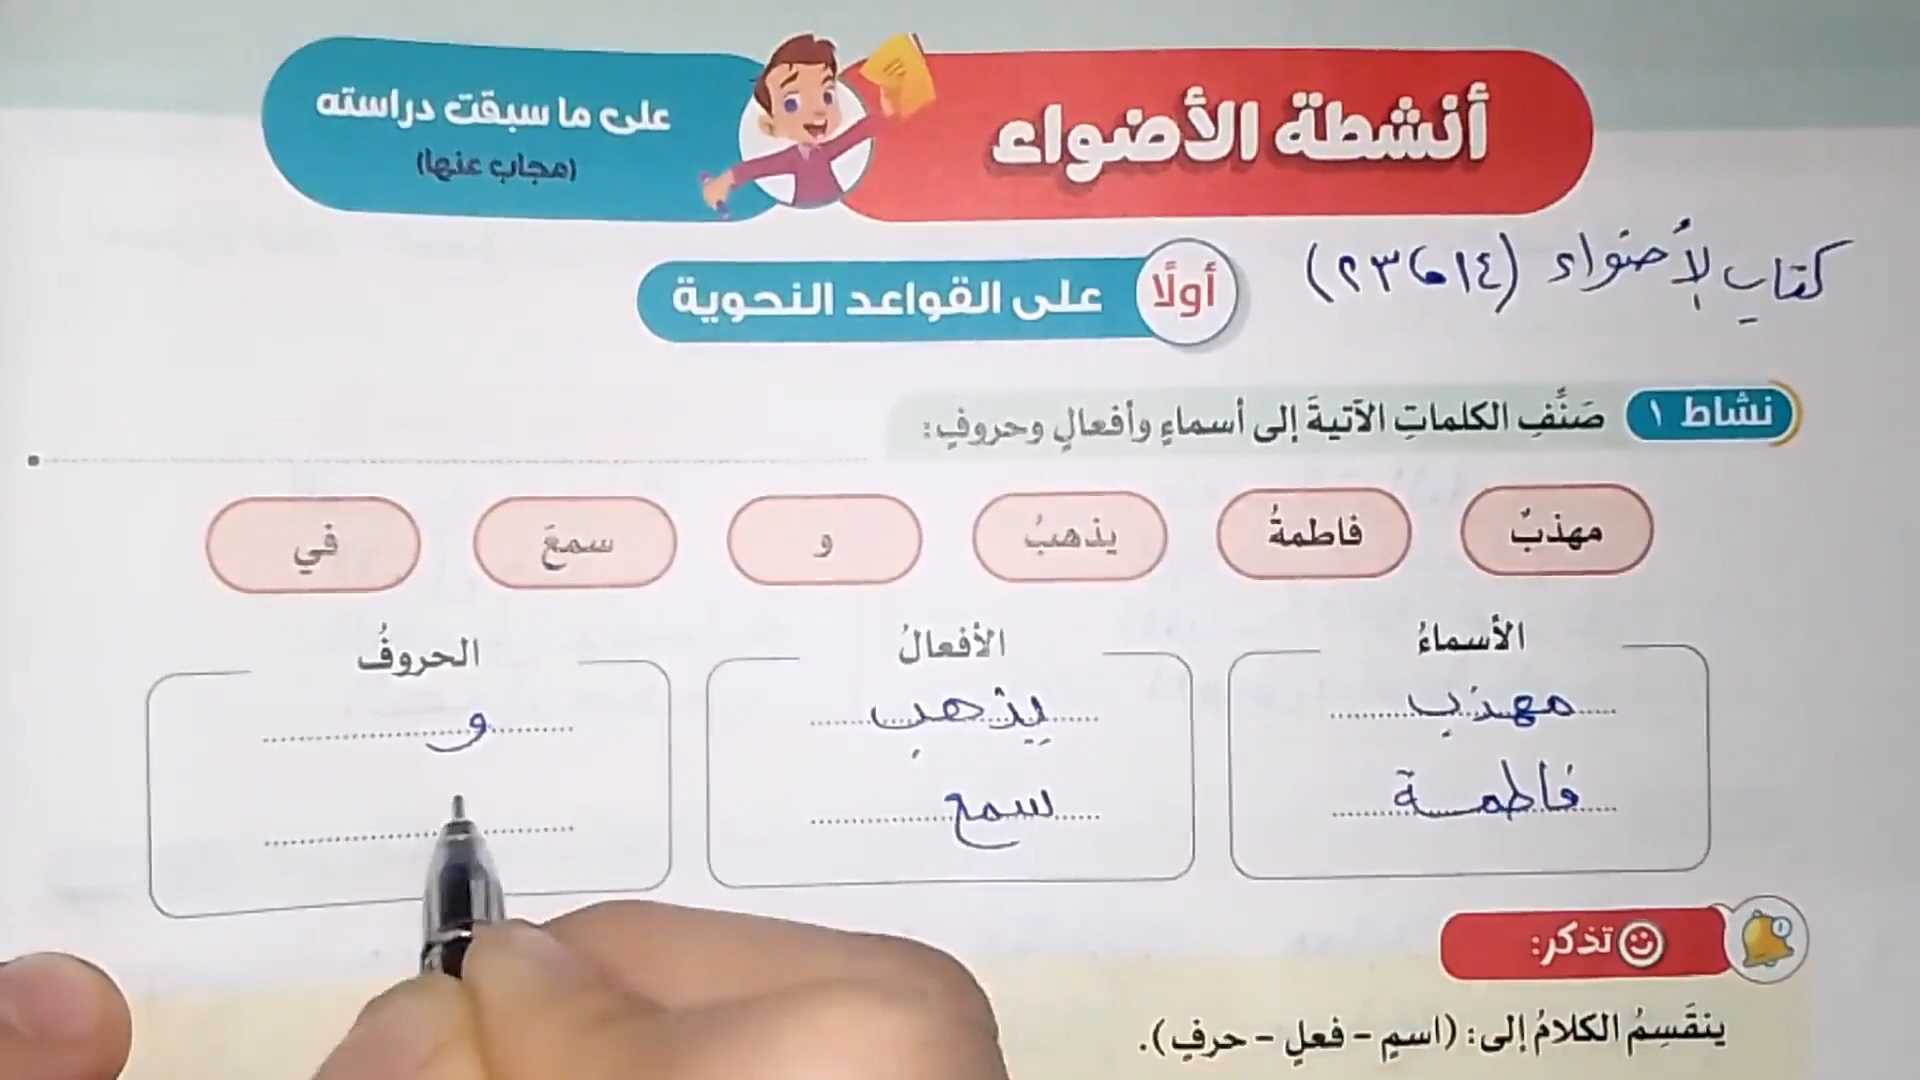 أنشطة الأضواء
على ما سبقت دراسته
(مجاب عنها)
كتاب الأضواء (١٤ ، ٢٣)
أولًا على القواعد النحوية
نشاط ١ صَنِّفِ الكلماتِ الآتيةَ إلى أسماءٍ وأفعالٍ وحروفٍ:
مهذبٌ فاطمةُ يذهبُ و سمعَ في
الأسماءُ الأفعالُ الحروفُ
مهذب يذهب و
فاطمة سمع
تذكر:
ينقَسِمُ الكلامُ إلى: (اسمٍ - فعلٍ - حرفٍ).